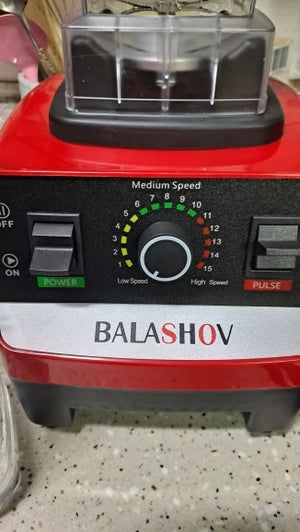 Medium Speed
OFF
ON
1
2
3
4
5
6
7
8
9
10
11
12
13
14
15
Low Speed
High Speed
POWER
PULSE
BALASHOV